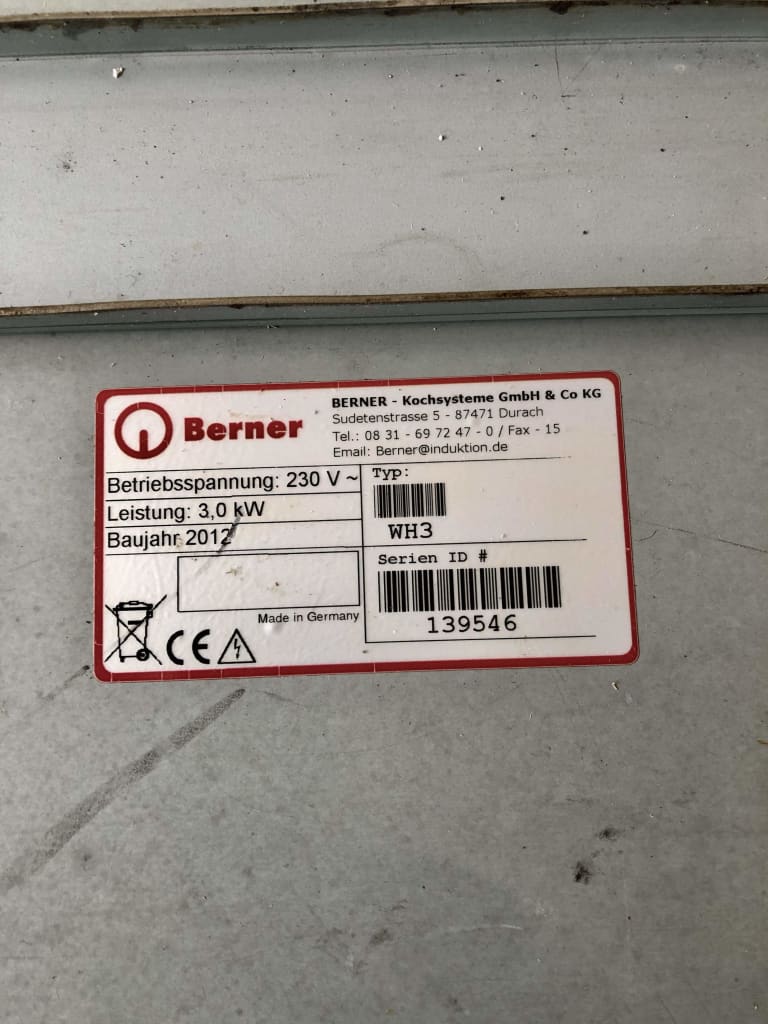 Berner
BERNER - Kochsysteme GmbH & Co KG
Sudetenstrasse 5 - 87471 Durach
Tel.: 08 31 - 69 72 47 - 0 / Fax - 15
Email: Berner@induktion.de
Betriebsspannung: 230 V ~
Leistung: 3,0 kW
Baujahr 2012
Made in Germany
CE
Typ:
WH3
Serien ID #
139546